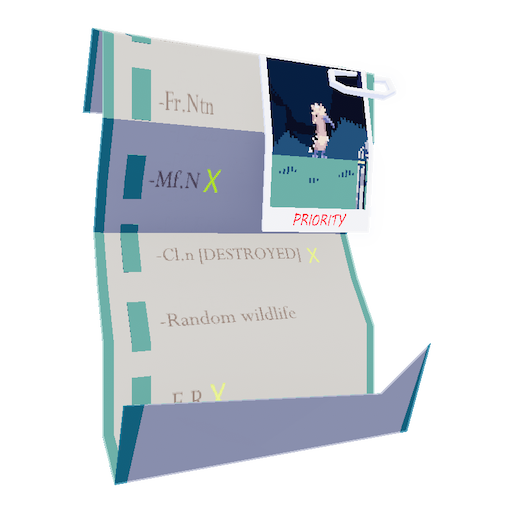 -Fr.Ntn
-Mf.N X
PRIORITY
-Cl.n [DESTROYED] X
-Random wildlife
-E.R X